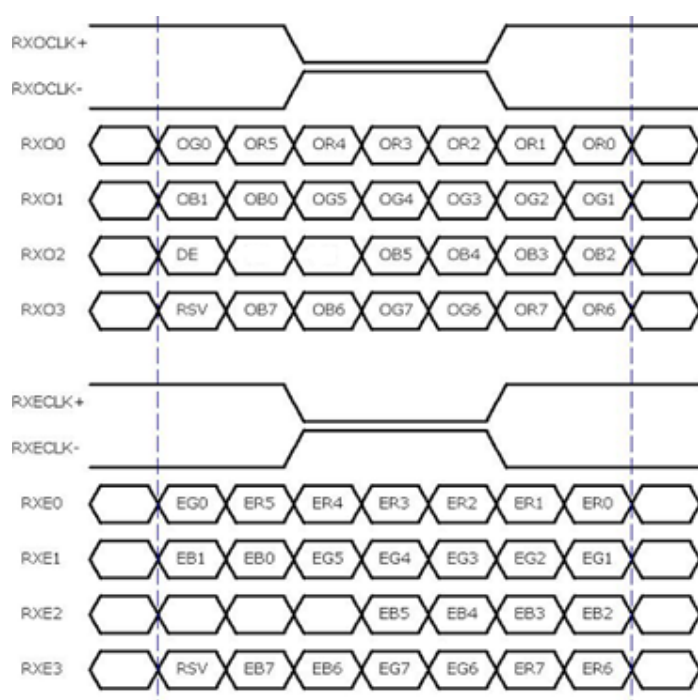 RXOCLK+
RXOCLK-
RXO0 OG0 OR5 OR4 OR3 OR2 OR1 OR0
RXO1 OB1 OB0 OG5 OG4 OG3 OG2 OG1
RXO2 DE OB5 OB4 OB3 OB2
RXO3 RSV OB7 OB6 OG7 OG6 OR7 OR6
RXECLK+
RXECLK-
RXE0 EG0 ER5 ER4 ER3 ER2 ER1 ER0
RXE1 EB1 EB0 EG5 EG4 EG3 EG2 EG1
RXE2 EB5 EB4 EB3 EB2
RXE3 RSV EB7 EB6 EG7 EG6 ER7 ER6